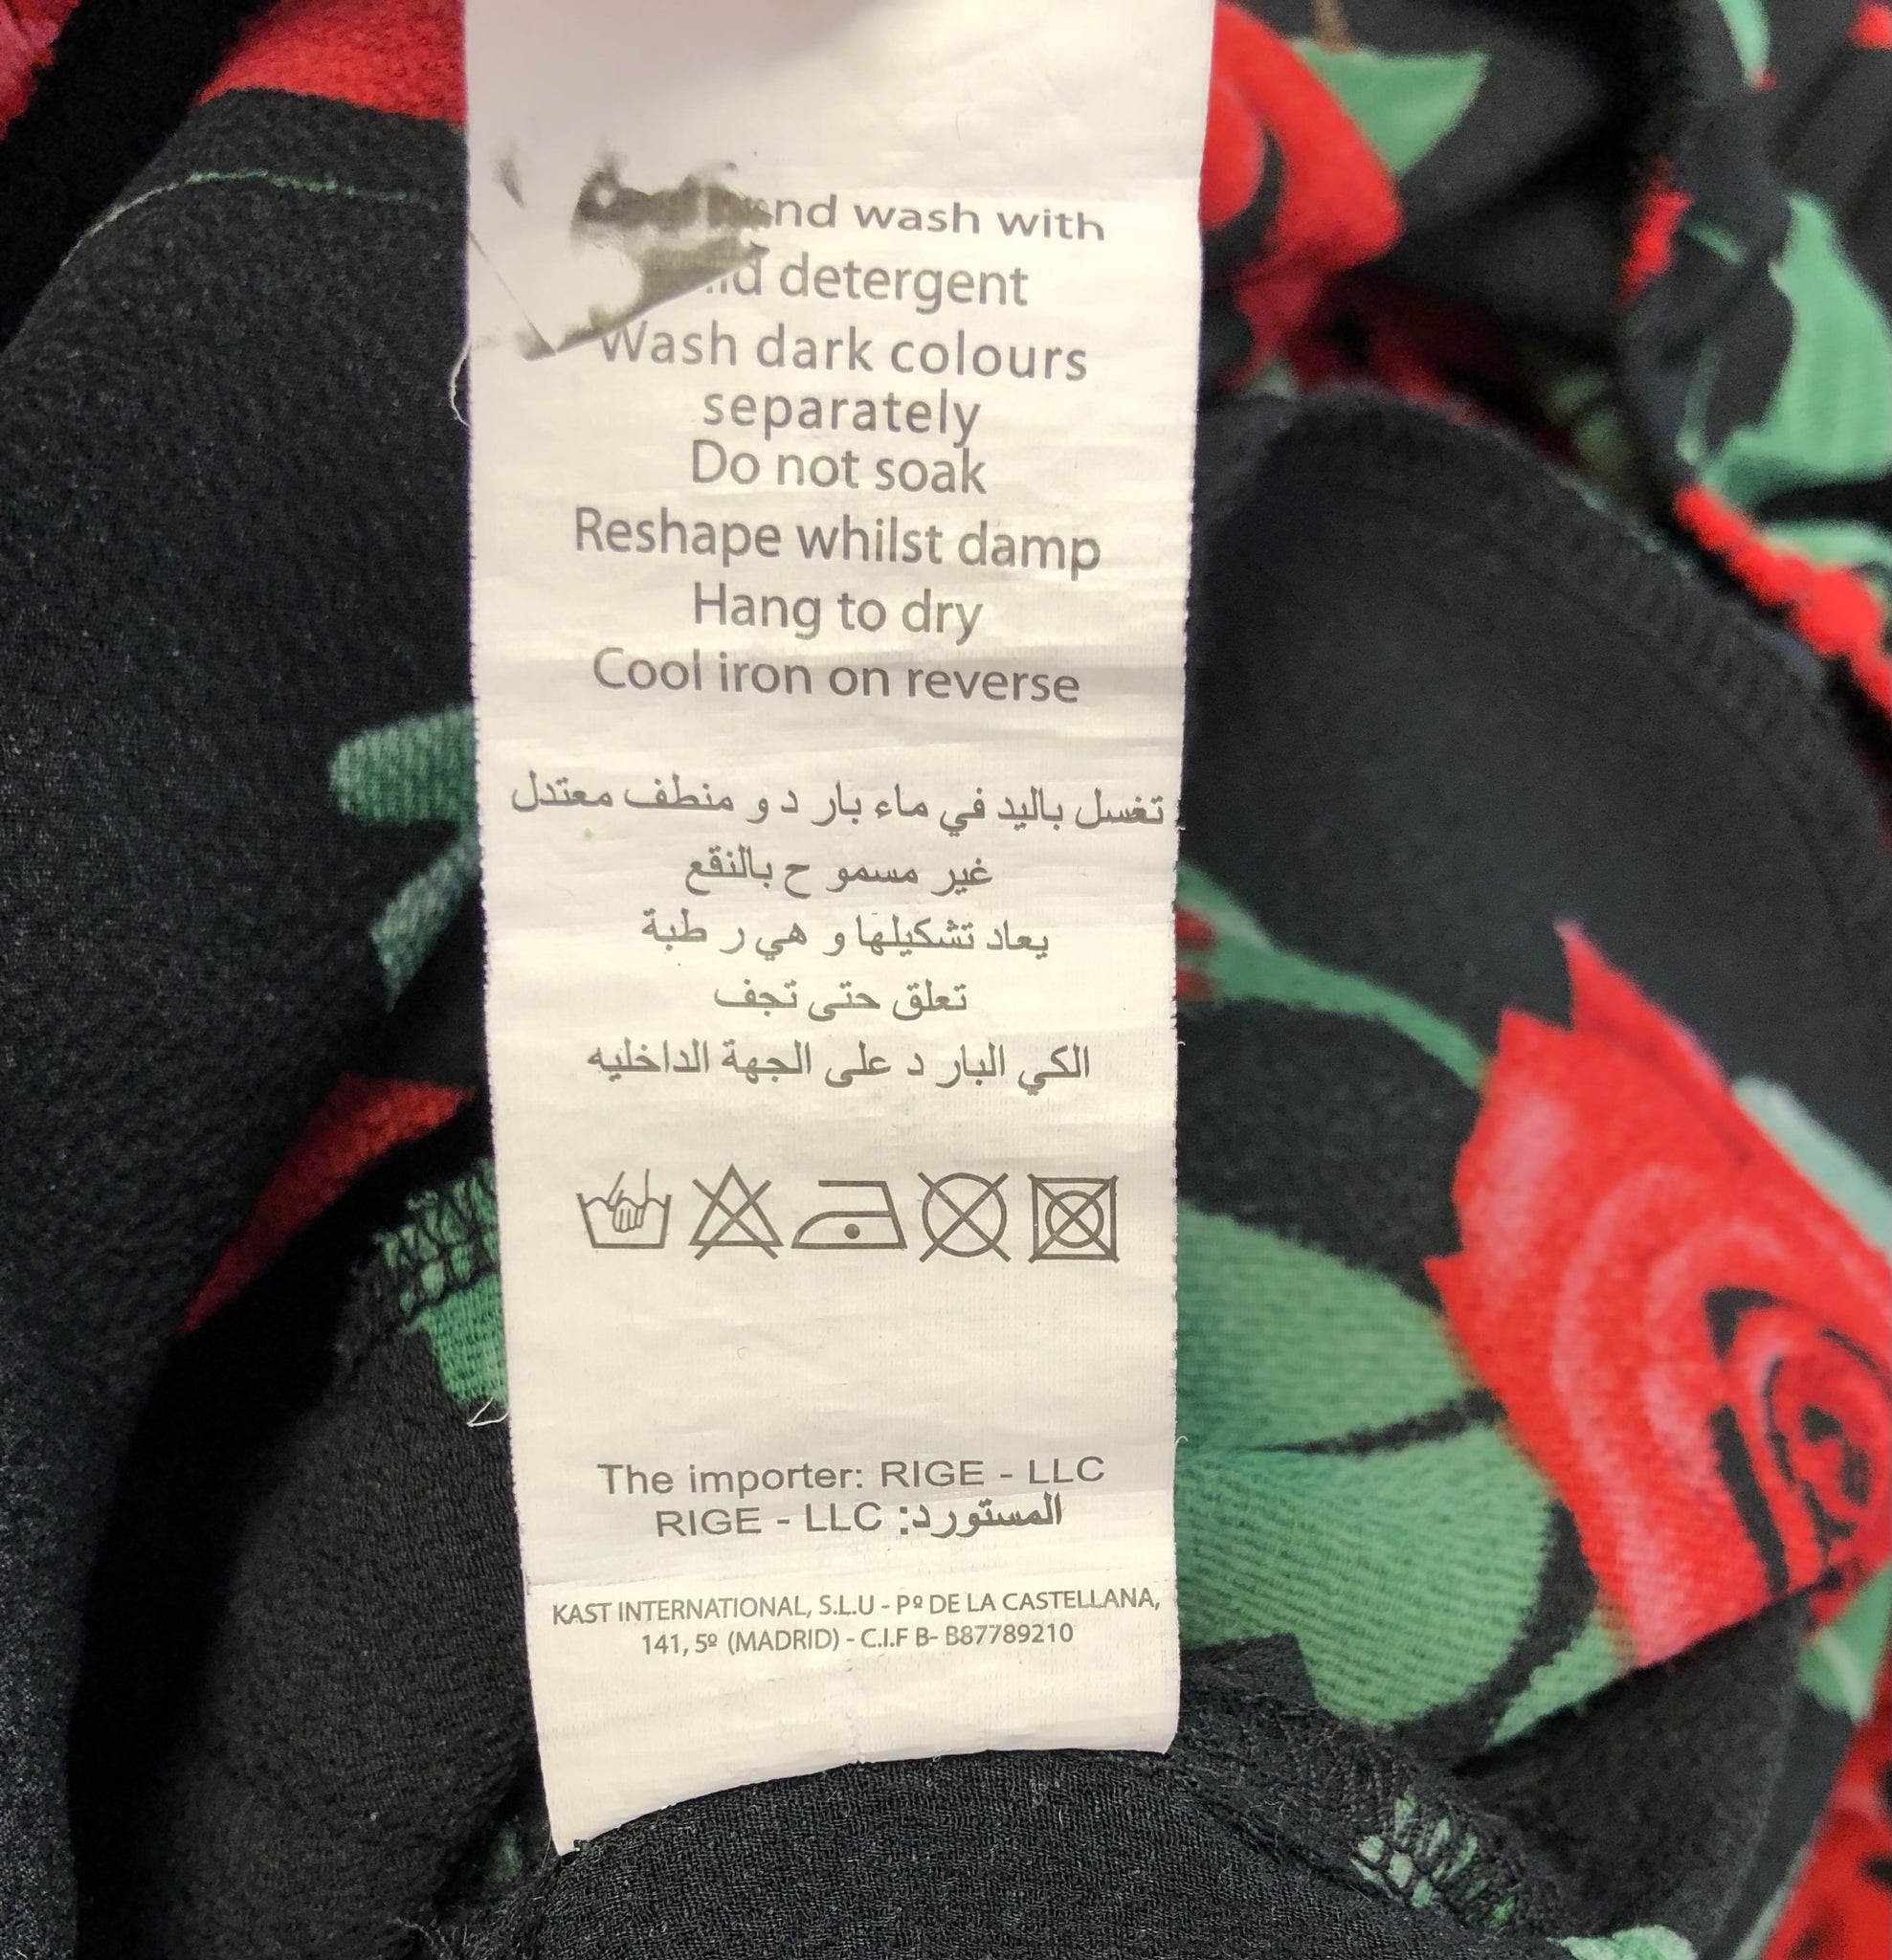 wash with
detergent
Wash dark colours
separately
Do not soak
Reshape whilst damp
Hang to dry
Cool iron on reverse
تغسل باليد في ماء بار د و منطف معتدل
غير مسمو ح بالنقع
يعاد تشكيلها و هي ر طبة
تعلق حتى تجف
الكي البار د على الجهة الداخليه
The importer: RIGE - LLC
RIGE - LLC :المستورد
KAST INTERNATIONAL, S.L.U - Pº DE LA CASTELLANA,
141, 5º (MADRID) - C.I.F B- B87789210